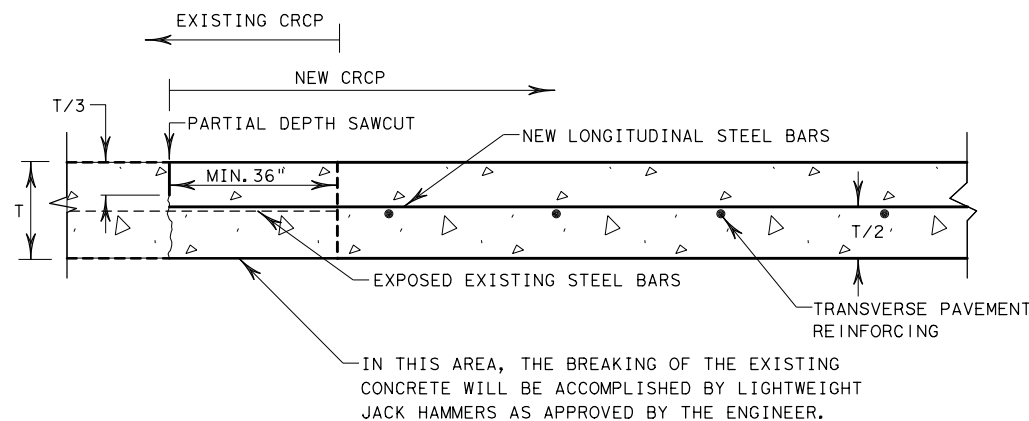 EXISTING CRCP
NEW CRCP
T/3
PARTIAL DEPTH SAWCUT
NEW LONGITUDINAL STEEL BARS
MIN. 36"
T
T/2
EXPOSED EXISTING STEEL BARS
TRANSVERSE PAVEMENT
REINFORCING
IN THIS AREA, THE BREAKING OF THE EXISTING
CONCRETE WILL BE ACCOMPLISHED BY LIGHTWEIGHT
JACK HAMMERS AS APPROVED BY THE ENGINEER.